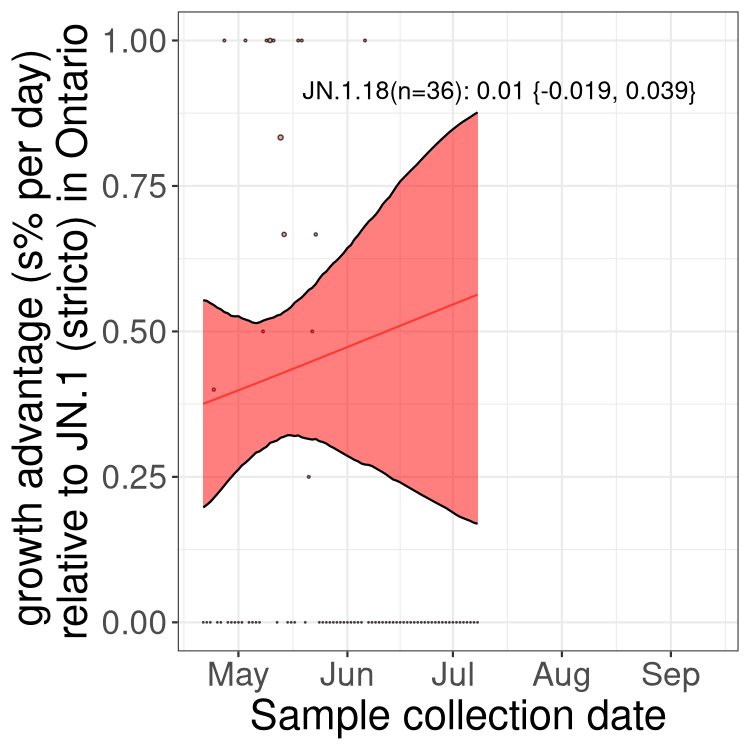 growth advantage (s% per day)
relative to JN.1 (stricto) in Ontario
1.00
0.75
0.50
0.25
0.00
JN.1.18(n=36): 0.01 {-0.019, 0.039}
May Jun Jul Aug Sep
Sample collection date